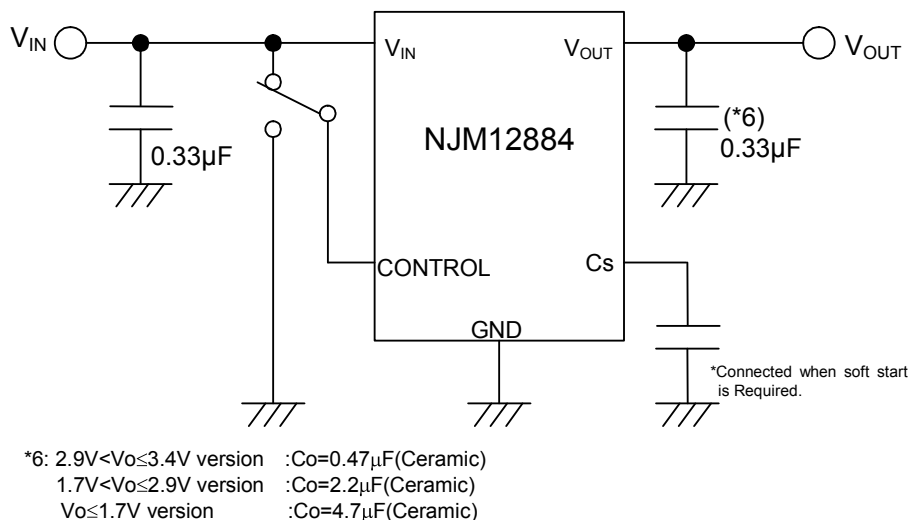 VIN
VIN
VOUT
VOUT
NJM12884
(*6)
0.33µF
0.33µF
CONTROL
Cs
GND
*Connected when soft start
is Required.
*6: 2.9V<Vo≤3.4V version :Co=0.47µF(Ceramic)
1.7V<Vo≤2.9V version :Co=2.2µF(Ceramic)
Vo≤1.7V version :Co=4.7µF(Ceramic)